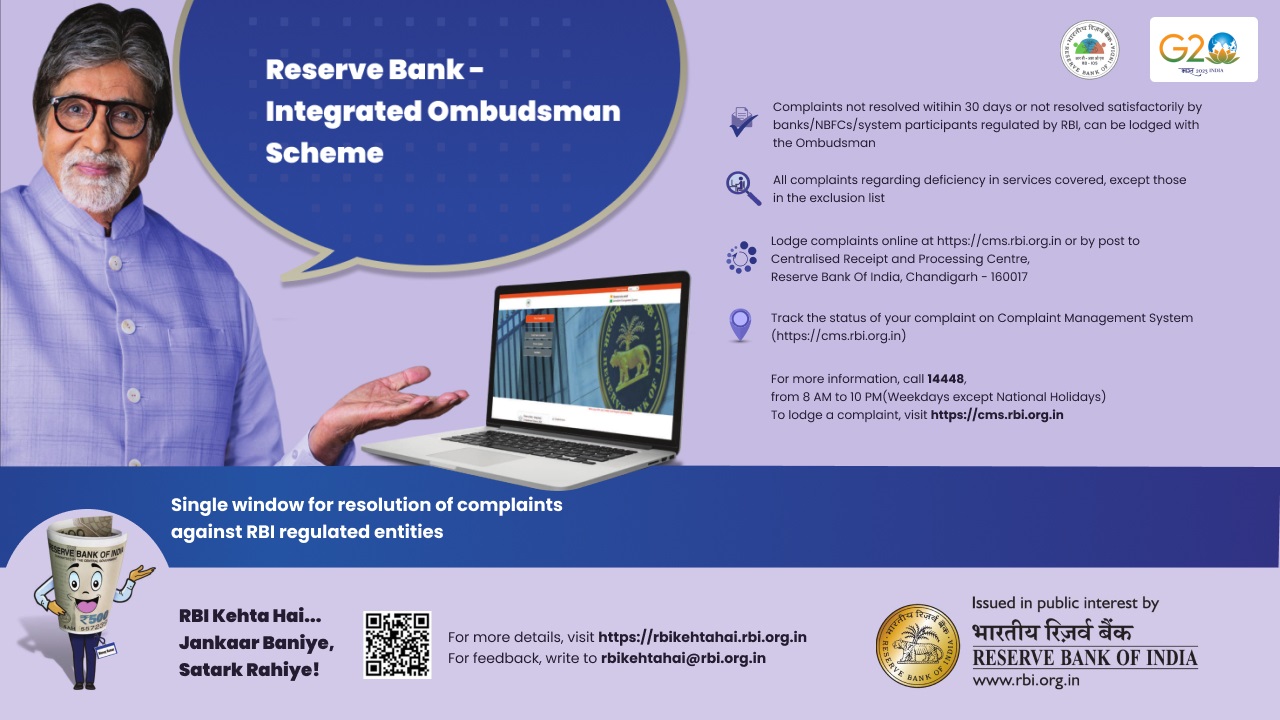 Reserve Bank -
Integrated Ombudsman
Scheme
G20
भारत 2023 INDIA
Complaints not resolved witihin 30 days or not resolved satisfactorily by
banks/NBFCs/system participants regulated by RBI, can be lodged with
the Ombudsman
All complaints regarding deficiency in services covered, except those
in the exclusion list
Lodge complaints online at https://cms.rbi.org.in or by post to
Centralised Receipt and Processing Centre,
Reserve Bank Of India, Chandigarh - 160017
Track the status of your complaint on Complaint Management System
(https://cms.rbi.org.in)
For more information, call 14448,
from 8 AM to 10 PM(Weekdays except National Holidays)
To lodge a complaint, visit https://cms.rbi.org.in
Single window for resolution of complaints
against RBI regulated entities
RESERVE BANK OF INDIA
₹500
RBI Kehta Hai...
Jankaar Baniye,
Satark Rahiye!
For more details, visit https://rbikehtahai.rbi.org.in
For feedback, write to rbikehtahai@rbi.org.in
RESERVE BANK OF INDIA
Issued in public interest by
भारतीय रिज़र्व बैंक
RESERVE BANK OF INDIA
www.rbi.org.in